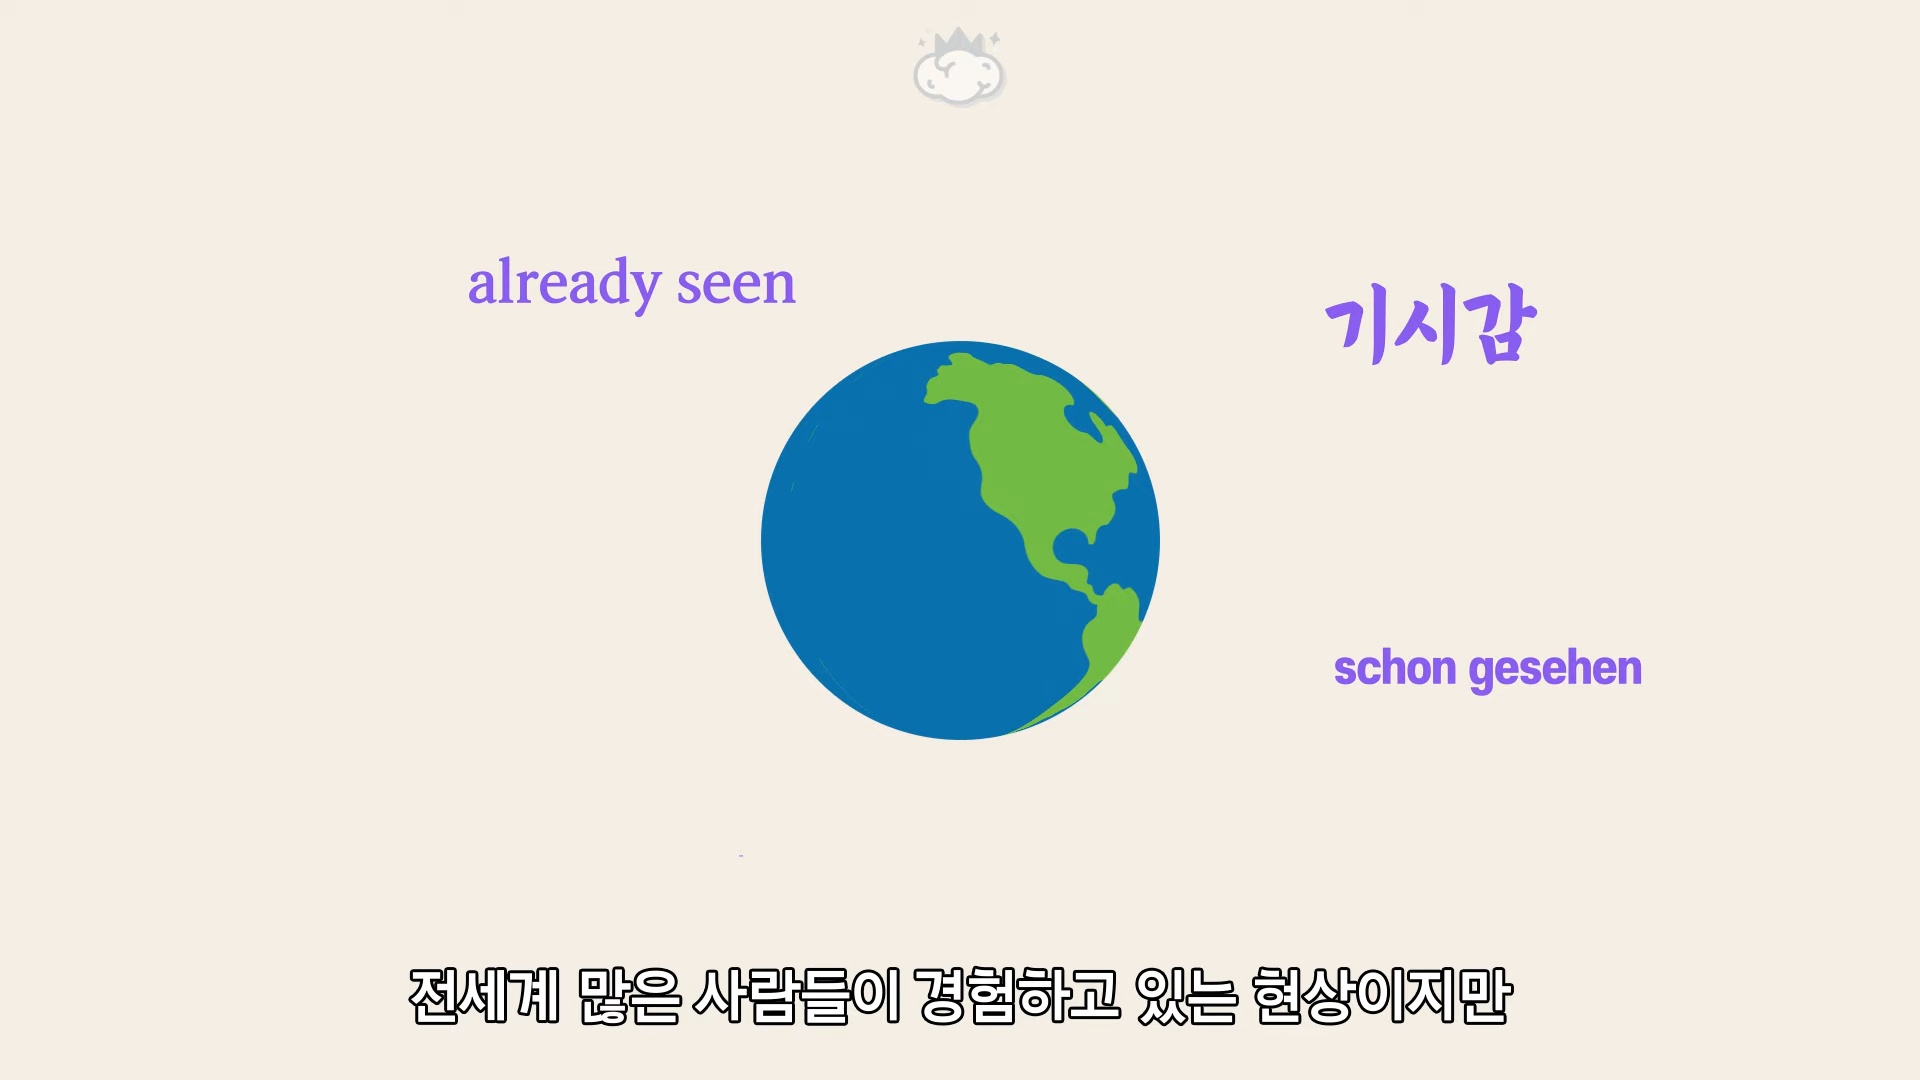 already seen
기시감
schon gesehen
전세계 많은 사람들이 경험하고 있는 현상이지만